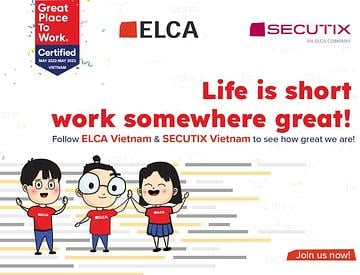 Great
Place
To
Work.
Certified
MAY 2022-MAY 2023
VIETNAM
ELCA
SECUTIX
AN ELCA COMPANY
Life is short
work somewhere great!
Follow ELCA Vietnam & SECUTIX Vietnam to see how great we are!
ELCA
ELCA
ELCA
Join us now!